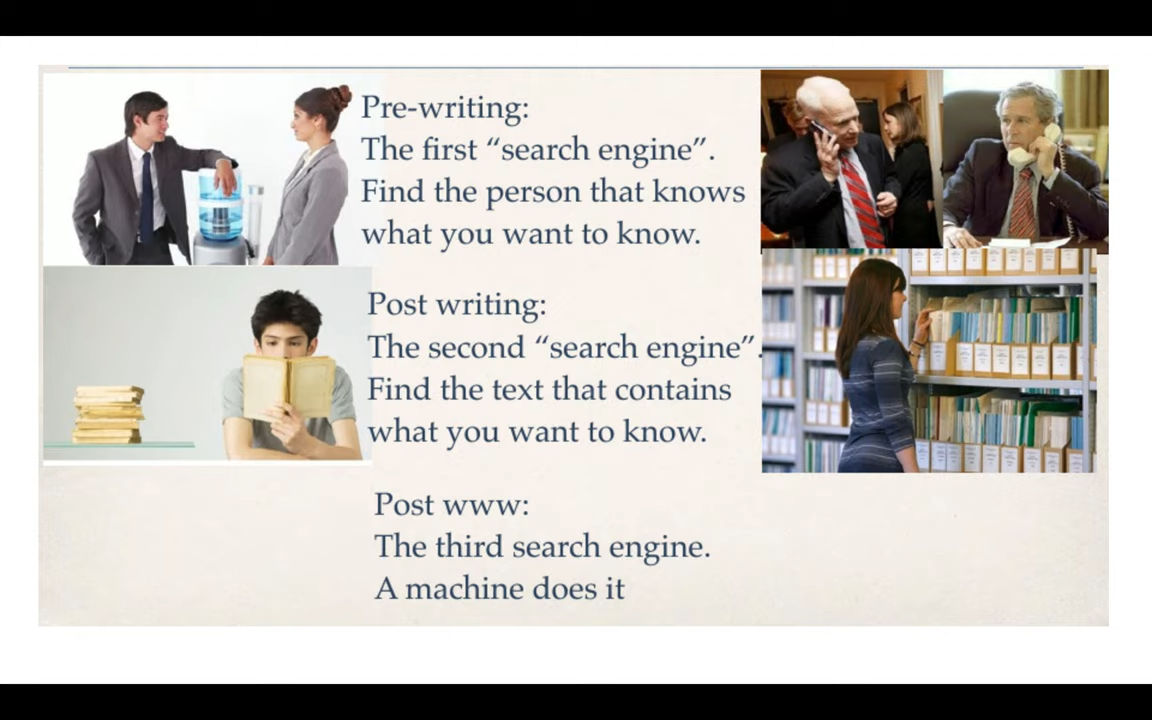 Pre-writing:
The first “search engine”.
Find the person that knows
what you want to know.
Post writing:
The second “search engine”.
Find the text that contains
what you want to know.
Post www:
The third search engine.
A machine does it